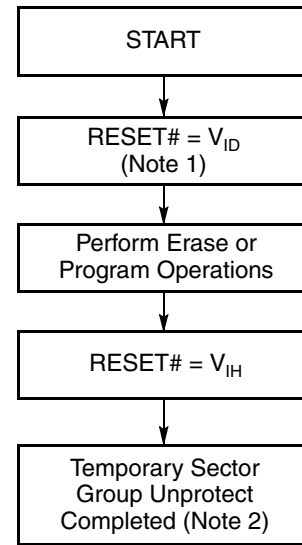 START
RESET# = VID
(Note 1)
Perform Erase or
Program Operations
RESET# = VIH
Temporary Sector
Group Unprotect
Completed (Note 2)